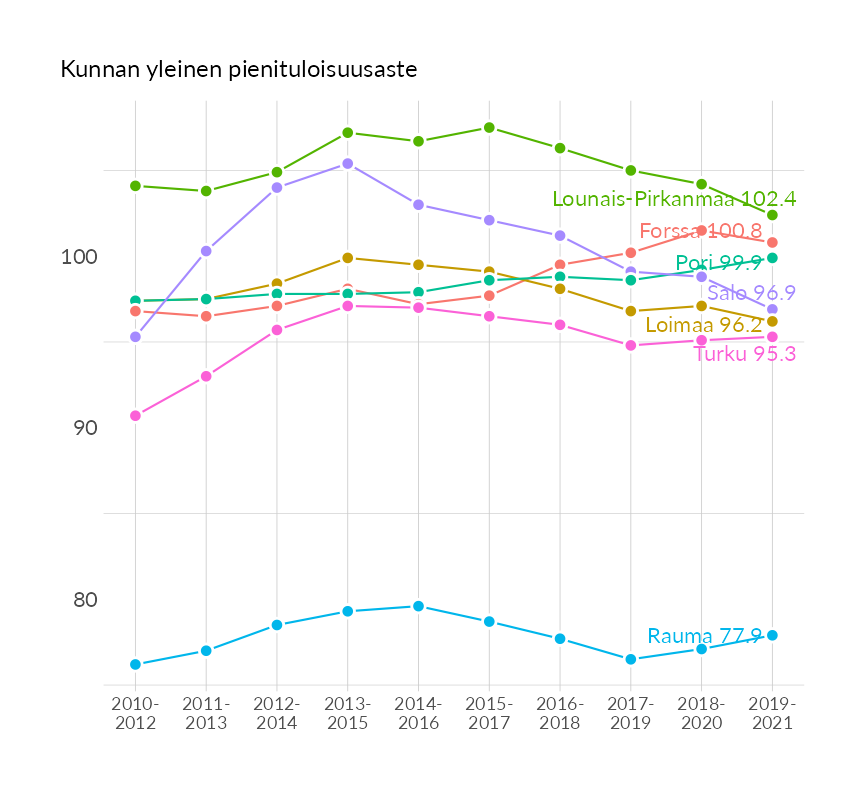 Kunnan yleinen pienituloisuusaste
Lounais-Pirkanmaa 102.4
Forssa 100.8
100
Pori 99.9
Salo 96.9
Loimaa 96.2
Turku 95.3
90
80
Rauma 77.9
2010-
2012
2011-
2013
2012-
2014
2013-
2015
2014-
2016
2015-
2017
2016-
2018
2017-
2019
2018-
2020
2019-
2021